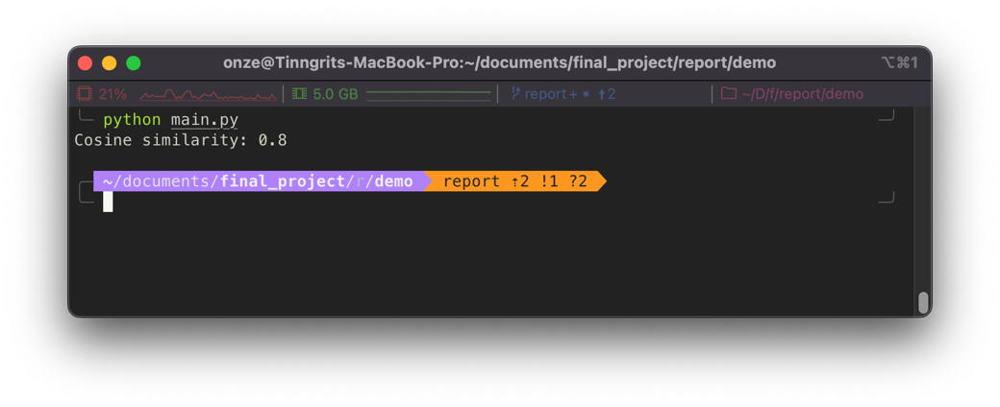 onze@Tinngrits-MacBook-Pro:~/documents/final_project/report/demo ⌥⌘1
21% 5.0 GB report+ * ↑2 ~/D/f/report/demo
python main.py
Cosine similarity: 0.8
~/documents/final_project/r/demo report ⇡2 !1 ?2